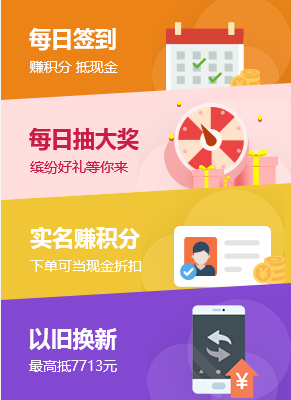 每日签到
赚积分 抵现金
每日抽大奖
缤纷好礼等你来
实名赚积分
下单可当现金折扣
¥
以旧换新
最高抵7713元
¥